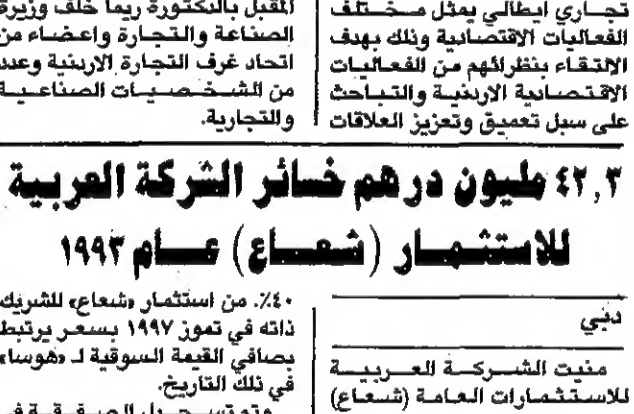 تجاري ايطالي يمثل مختلف
الفعاليات الاقتصادية وذلك بهدف
الالتقاء بنظرائهم من الفعاليات
الاقتصادية الاردنية والتباحث
على سبل تعميق وتعزيز العلاقات
المقبل بالدكتورة ريما خلف وزيرة
الصناعة والتجارة واعضاء من
اتحاد غرف التجارة الاردنية وعدد
من الشخصيات الصناعية
والتجارية.
٤٢,٣ مليون درهم خسائر الشركة العربية
للاستثمار (شعاع) عام ١٩٩٣
دبي
منيت الشركة العربية
للاستثمارات العامة (شعاع)
٤٠٪. من استثمار «شعاع» للشريك
ذاته في تموز ١٩٩٧ بسعر يرتبط
بصافي القيمة السوقية لـ «هوسا»
في ذلك التاريخ.